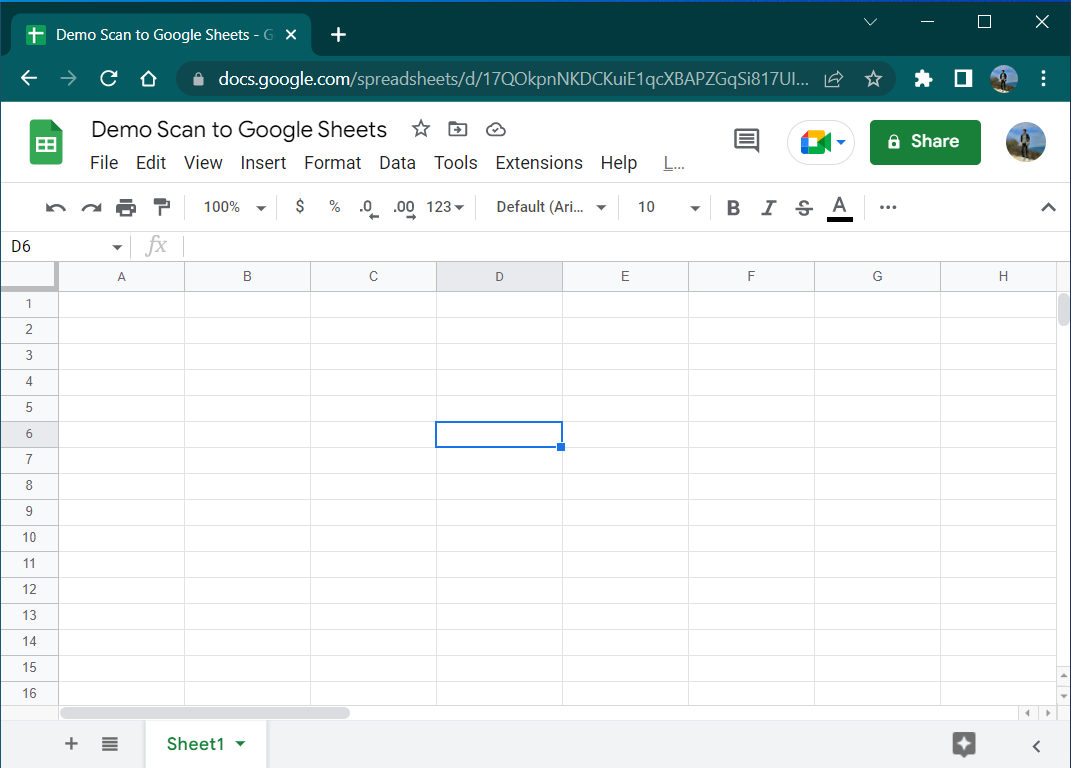 Demo Scan to Google Sheets - G
docs.google.com/spreadsheets/d/17QOkpnNKDCKuiE1qcXBAPZGqSi817UI...
Demo Scan to Google Sheets
Share
File Edit View Insert Format Data Tools Extensions Help L...
100% $ % .0 .00 123 Default (Ari... 10 B I S A
D6 fx
A B C D E F G H
1
2
3
4
5
6
7
8
9
10
11
12
13
14
15
16
Sheet1